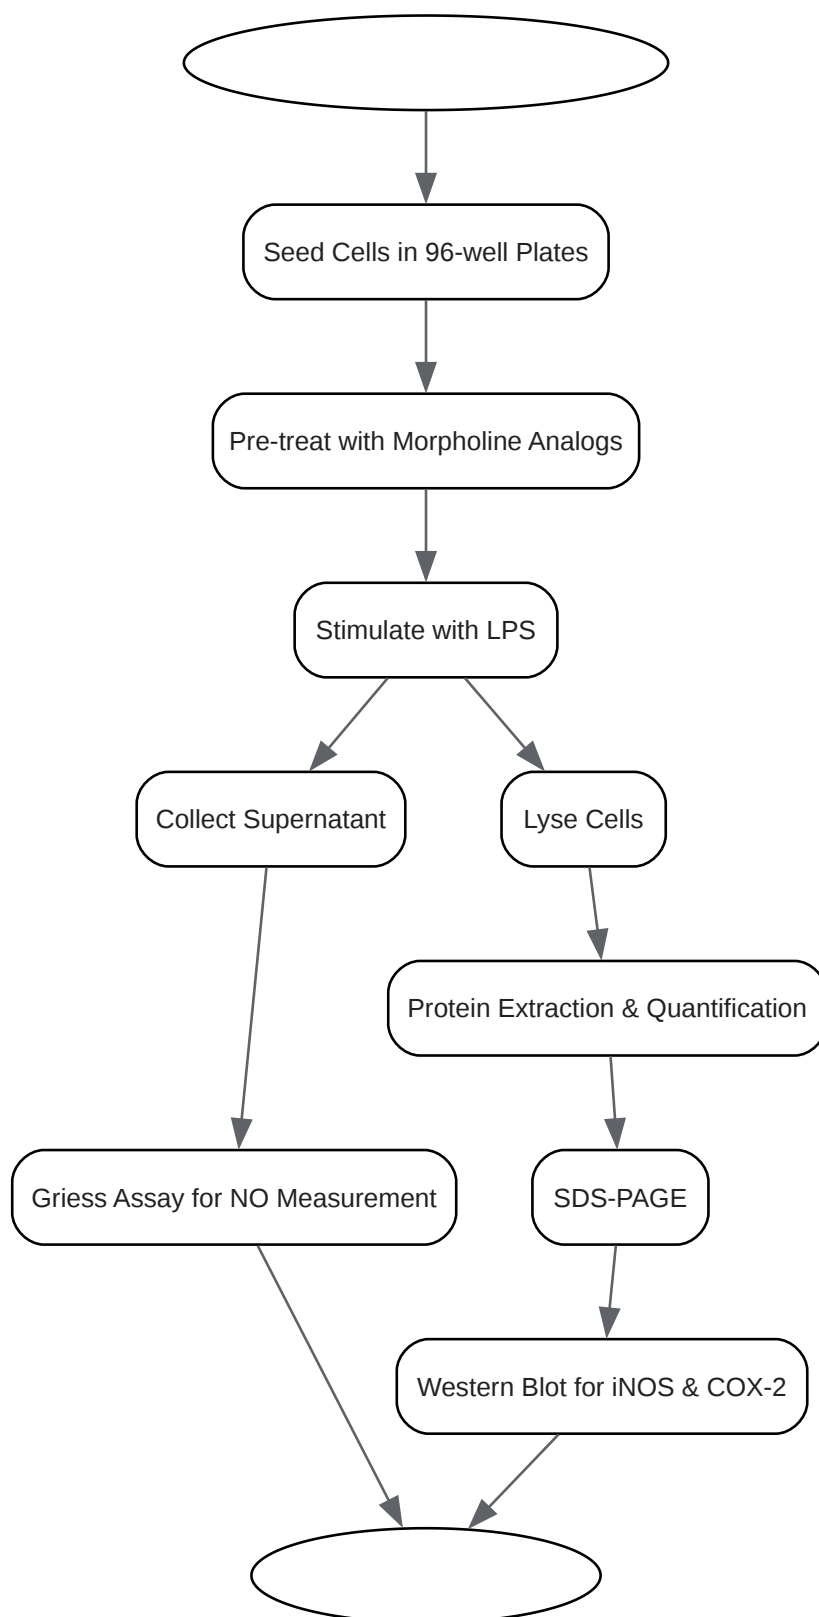 Seed Cells in 96-well Plates
Pre-treat with Morpholine Analogs
Stimulate with LPS
Collect Supernatant
Lyse Cells
Protein Extraction & Quantification
Griess Assay for NO Measurement
SDS-PAGE
Western Blot for iNOS & COX-2